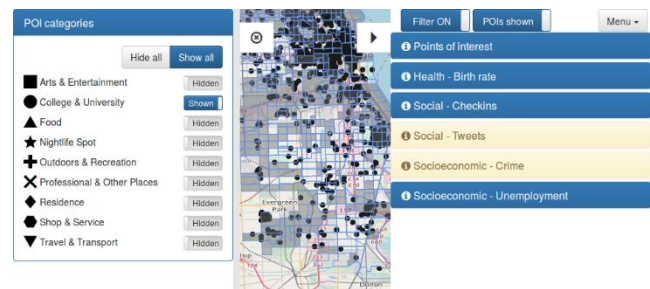 POI categories
Hide all Show all
Arts & Entertainment Hidden
College & University Shown
Food Hidden
Nightlife Spot Hidden
Outdoors & Recreation Hidden
Professional & Other Places Hidden
Residence Hidden
Shop & Service Hidden
Travel & Transport Hidden
Evergreen
Park
Dolton
Filter ON POIs shown Menu
Points of interest
Health - Birth rate
Social - Checkins
Social - Tweets
Socioeconomic - Crime
Socioeconomic - Unemployment